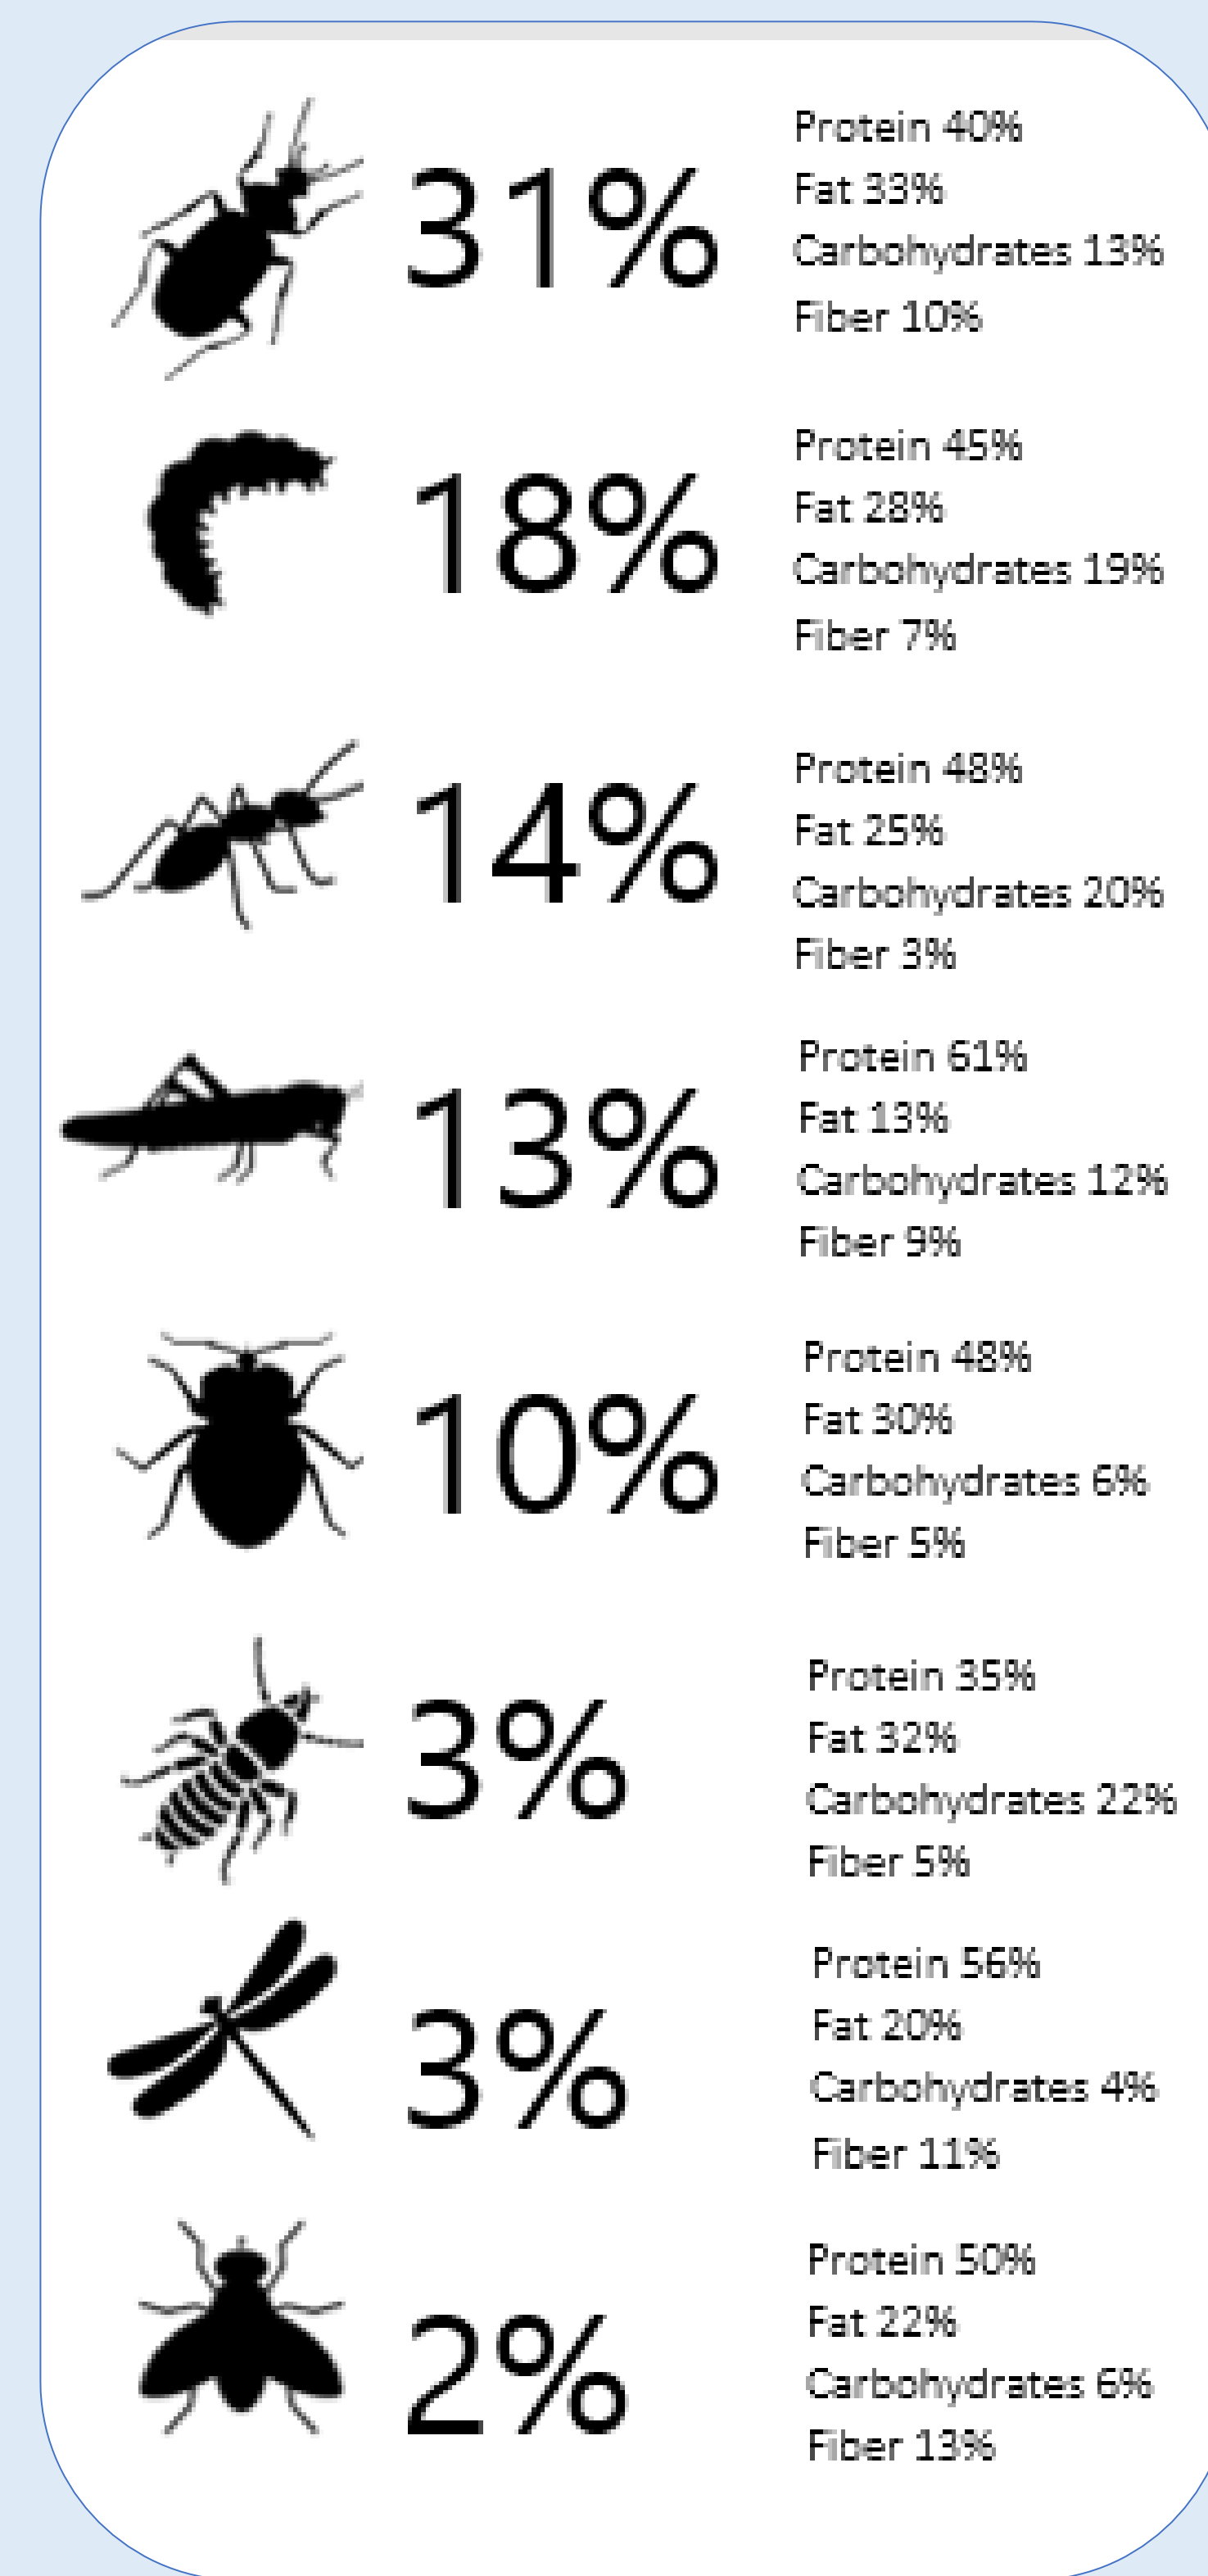 31%
Protein 40%
Fat 33%
Carbohydrates 13%
Fiber 10%
18%
Protein 45%
Fat 28%
Carbohydrates 19%
Fiber 7%
14%
Protein 48%
Fat 25%
Carbohydrates 20%
Fiber 3%
13%
Protein 61%
Fat 13%
Carbohydrates 12%
Fiber 9%
10%
Protein 48%
Fat 30%
Carbohydrates 6%
Fiber 5%
3%
Protein 35%
Fat 32%
Carbohydrates 22%
Fiber 5%
3%
Protein 56%
Fat 20%
Carbohydrates 4%
Fiber 11%
2%
Protein 50%
Fat 22%
Carbohydrates 6%
Fiber 13%